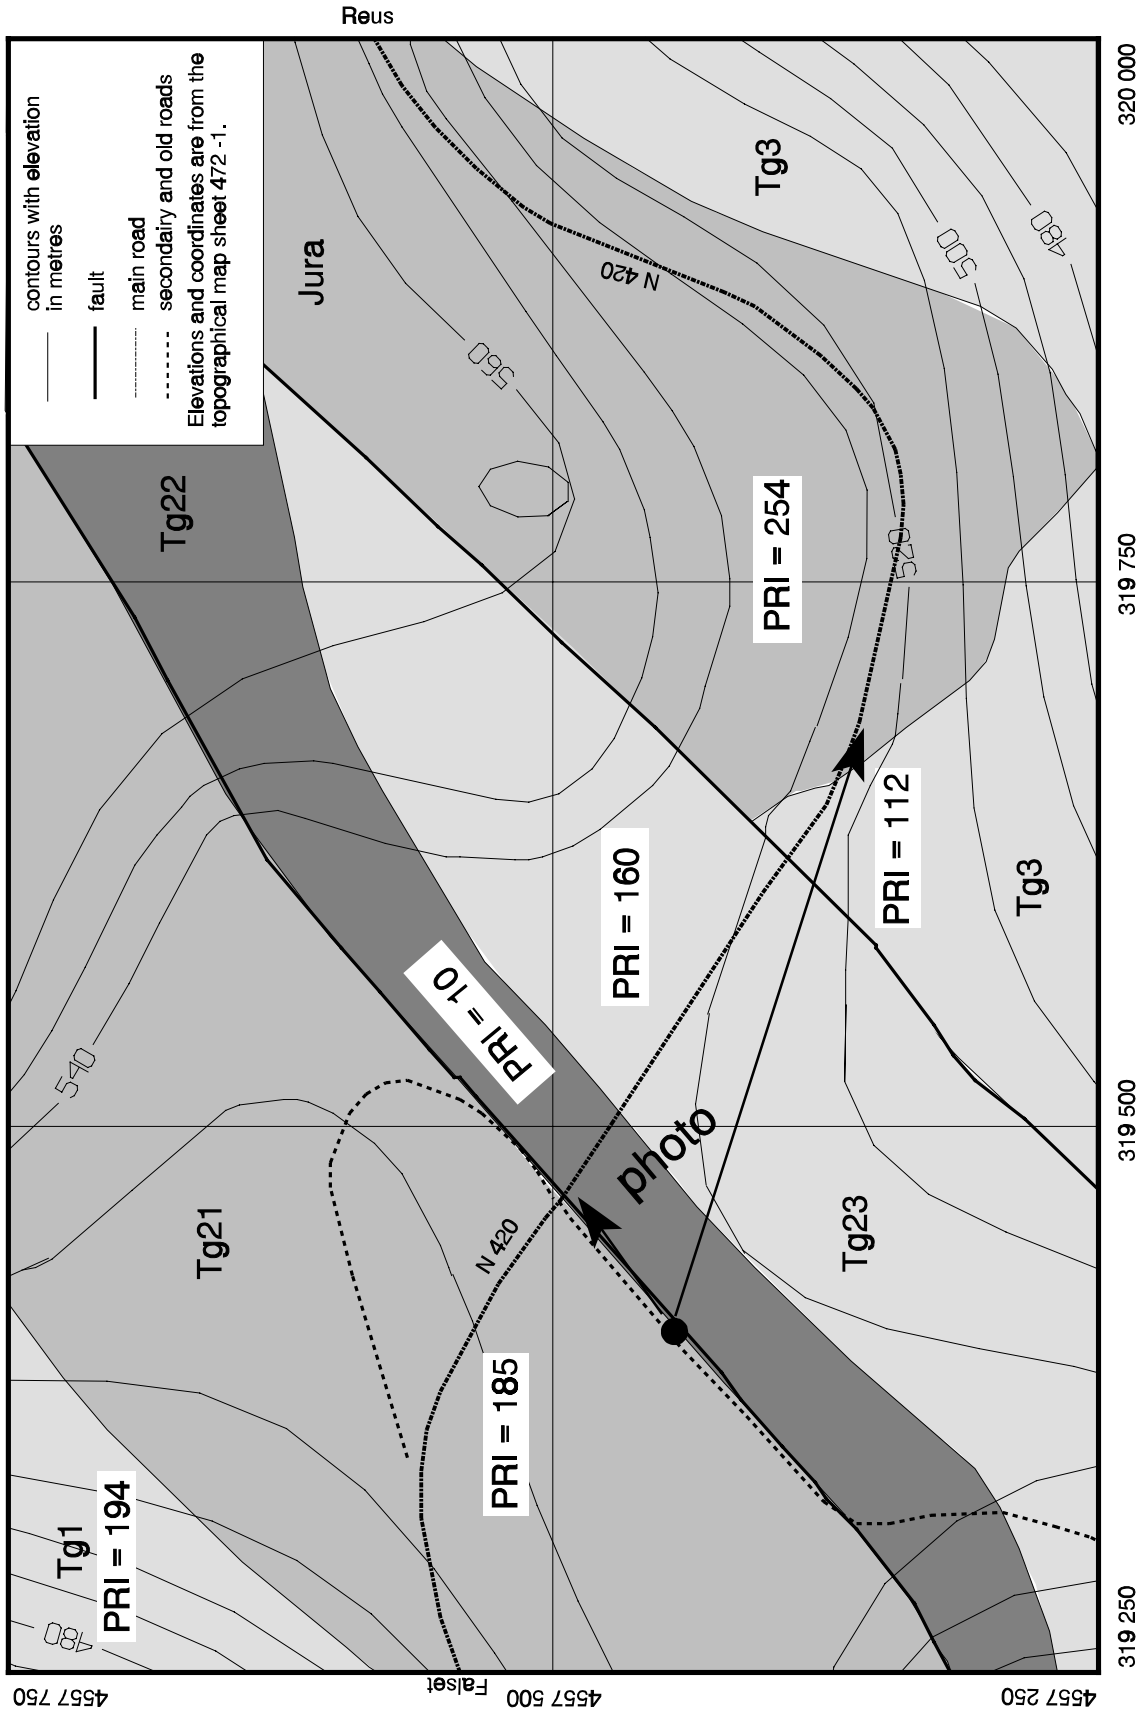 Reus
contours with elevation
in metres
fault
main road
secondairy and old roads
Elevations and coordinates are from the
topographical map sheet 472 -1.
Tg3
Jura
N 420
480
500
560
Tg22
PRI = 254
520
PRI = 112
Tg3
PRI = 160
PRI = 10
540
photo
Tg21
N 420
Tg23
PRI = 185
Tg1
PRI = 194
480
Falset
320 000
319 750
319 500
319 250
4557 750
4557 500
4557 250